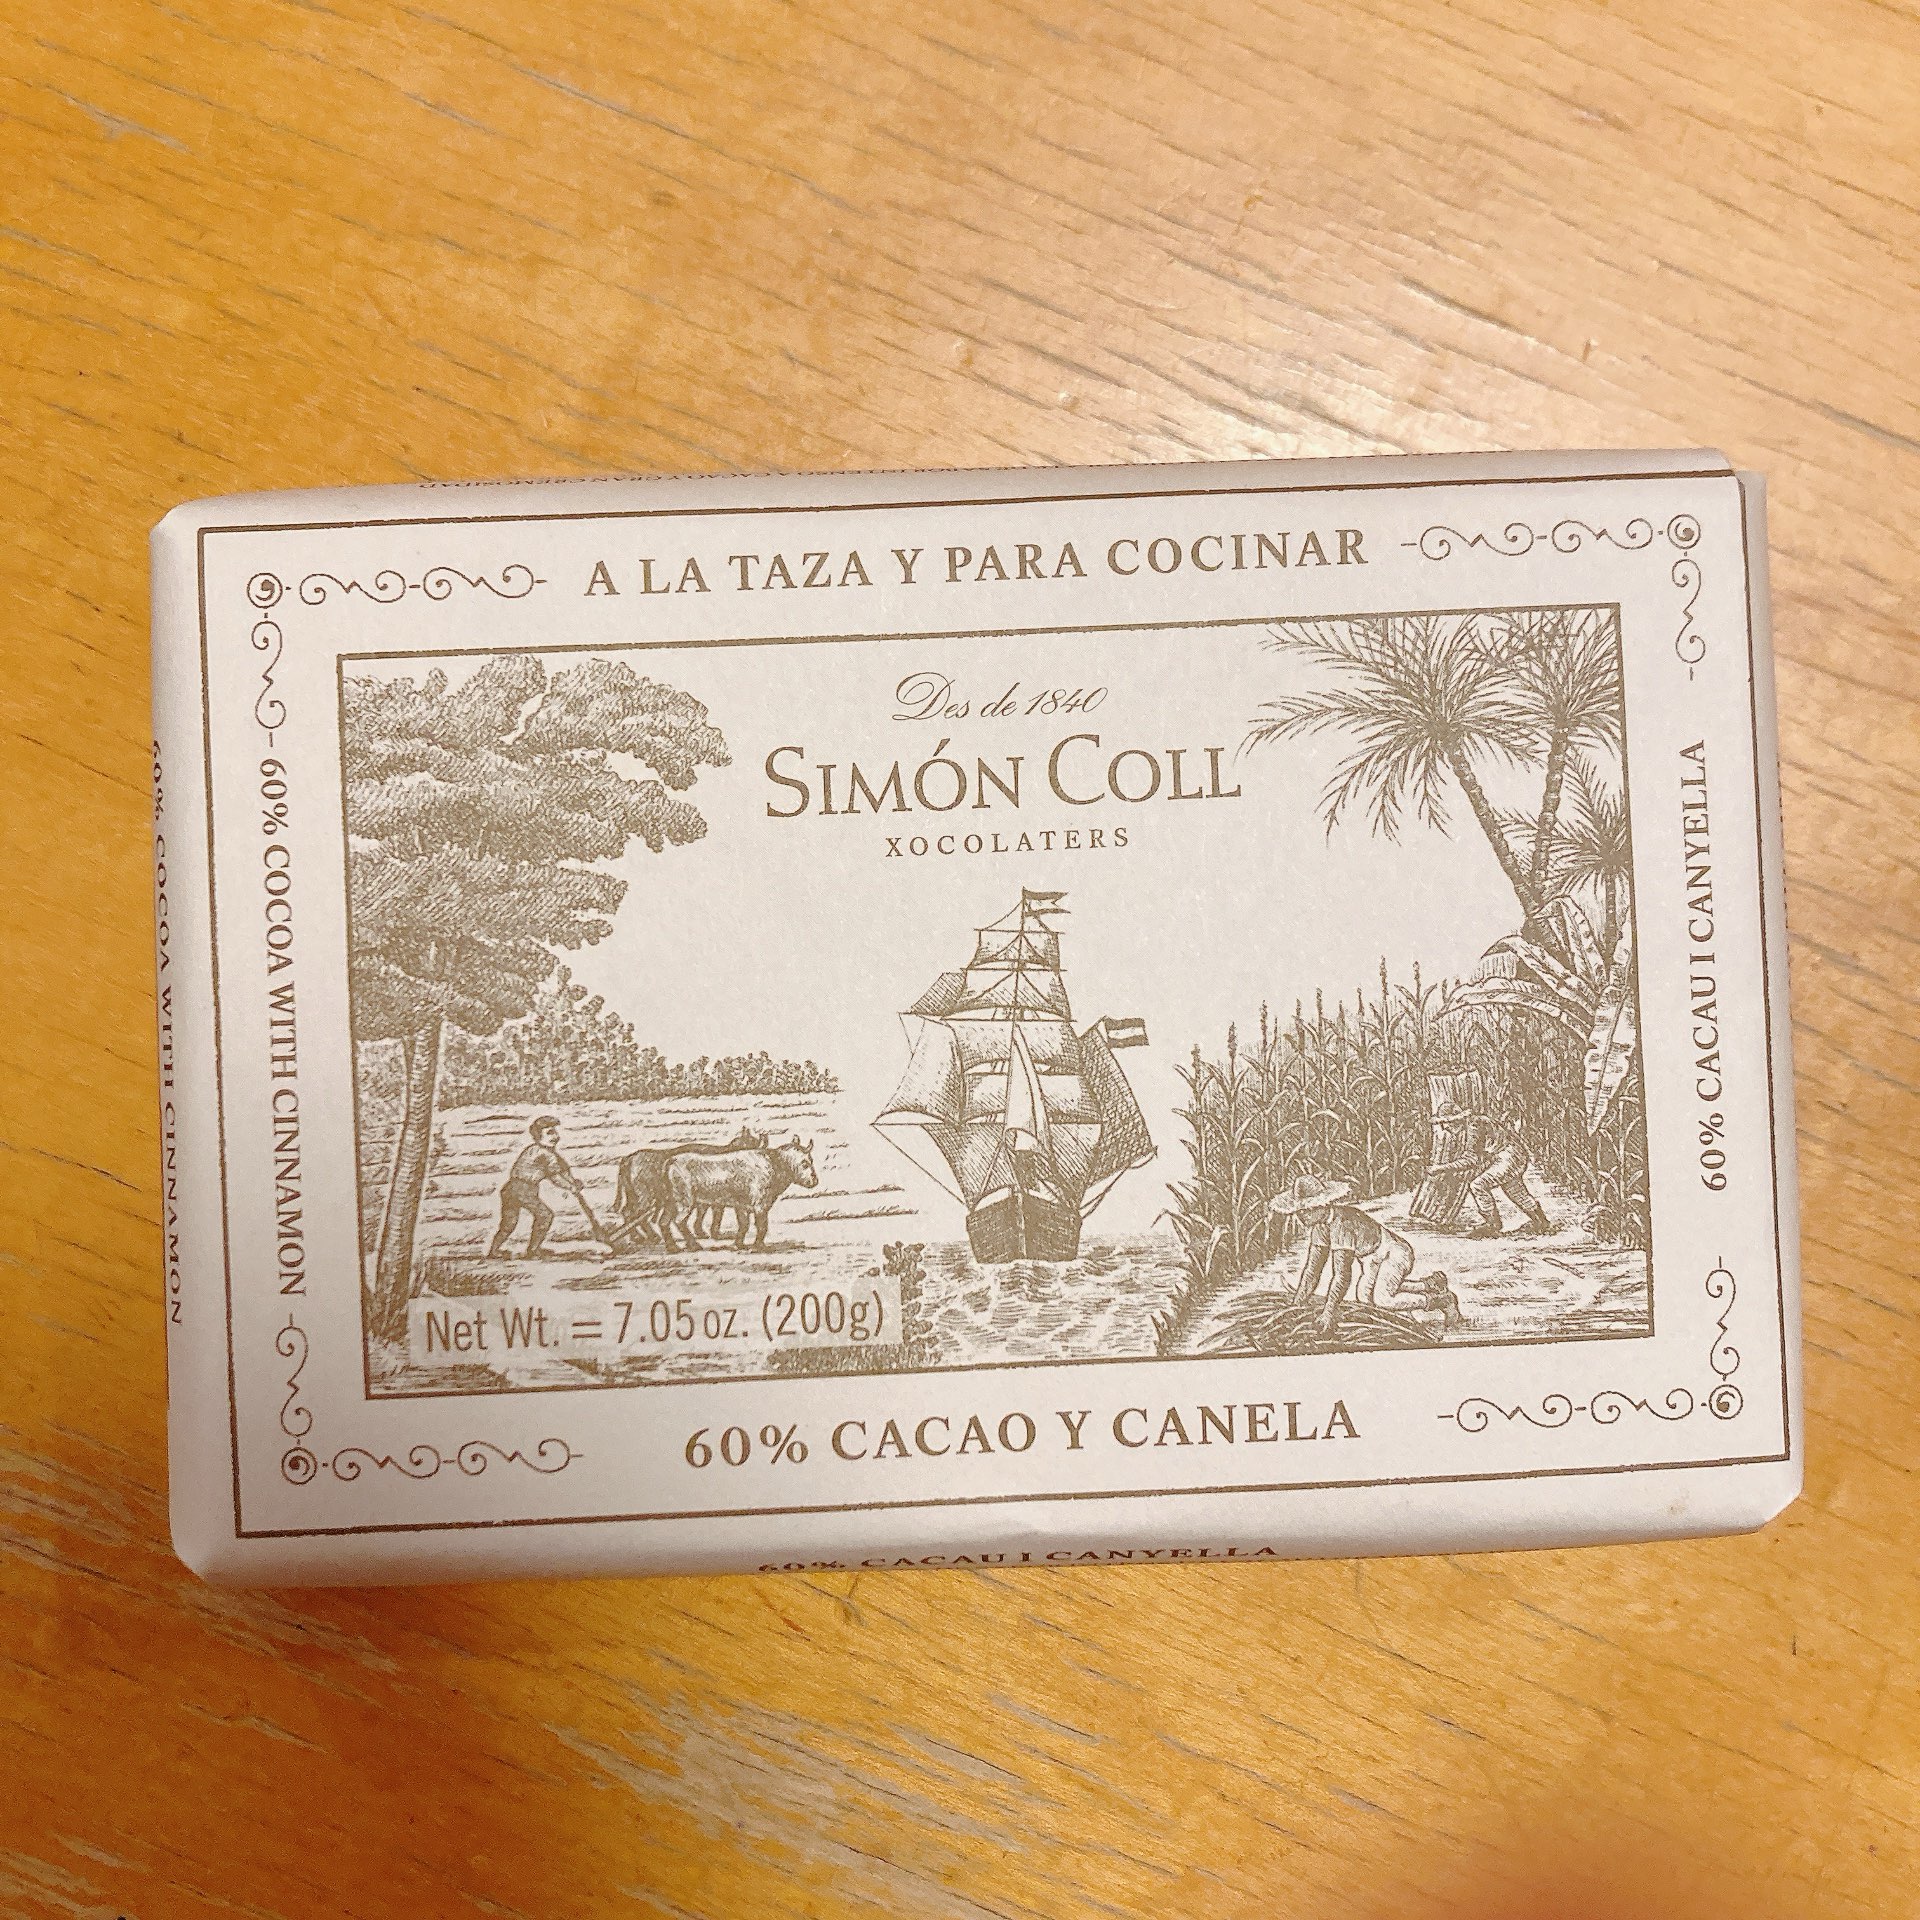 A LA TAZA Y PARA COCINAR
Des de 1840
SIMÓN COLL
XOCOLATERS
60% COCOA WITH CINNAMON
60% CACAU I CANYELLA
Net Wt. = 7.05 oz. (200g)
60% CACAO Y CANELA
60% CACAU I CANYELLA
60% COCOA WITH CINNAMON